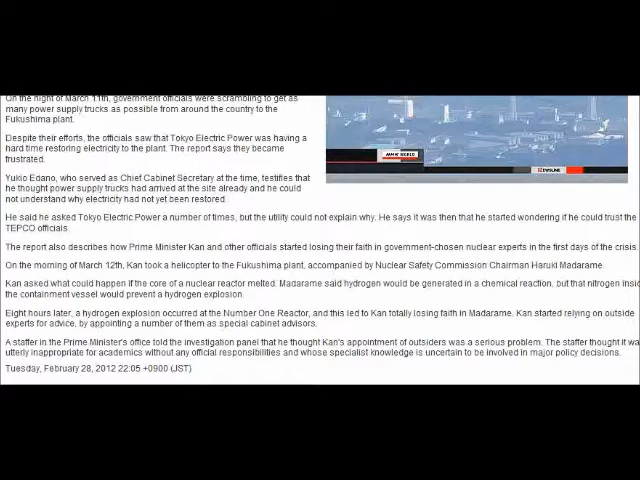 On the night of March 11th, government officials were scrambling to get as
many power supply trucks as possible from around the country to the
Fukushima plant.
Despite their efforts, the officials saw that Tokyo Electric Power was having a
hard time restoring electricity to the plant. The report says they became
frustrated.
Yukio Edano, who served as Chief Cabinet Secretary at the time, testifies that
he thought power supply trucks had arrived at the site already and he could
not understand why electricity had not yet been restored.
NHK WORLD
NEWSLINE
He said he asked Tokyo Electric Power a number of times, but the utility could not explain why. He says it was then that he started wondering if he could trust the
TEPCO officials.
The report also describes how Prime Minister Kan and other officials started losing their faith in government-chosen nuclear experts in the first days of the crisis.
On the morning of March 12th, Kan took a helicopter to the Fukushima plant, accompanied by Nuclear Safety Commission Chairman Haruki Madarame.
Kan asked what could happen if the core of a nuclear reactor melted. Madarame said hydrogen would be generated in a chemical reaction, but that nitrogen insid
the containment vessel would prevent a hydrogen explosion.
Eight hours later, a hydrogen explosion occurred at the Number One Reactor, and this led to Kan totally losing faith in Madarame. Kan started relying on outside
experts for advice, by appointing a number of them as special cabinet advisors.
A staffer in the Prime Minister's office told the investigation panel that he thought Kan's appointment of outsiders was a serious problem. The staffer thought it wa
utterly inappropriate for academics without any official responsibilities and whose specialist knowledge is uncertain to be involved in major policy decisions.
Tuesday, February 28, 2012 22:05 +0900 (JST)